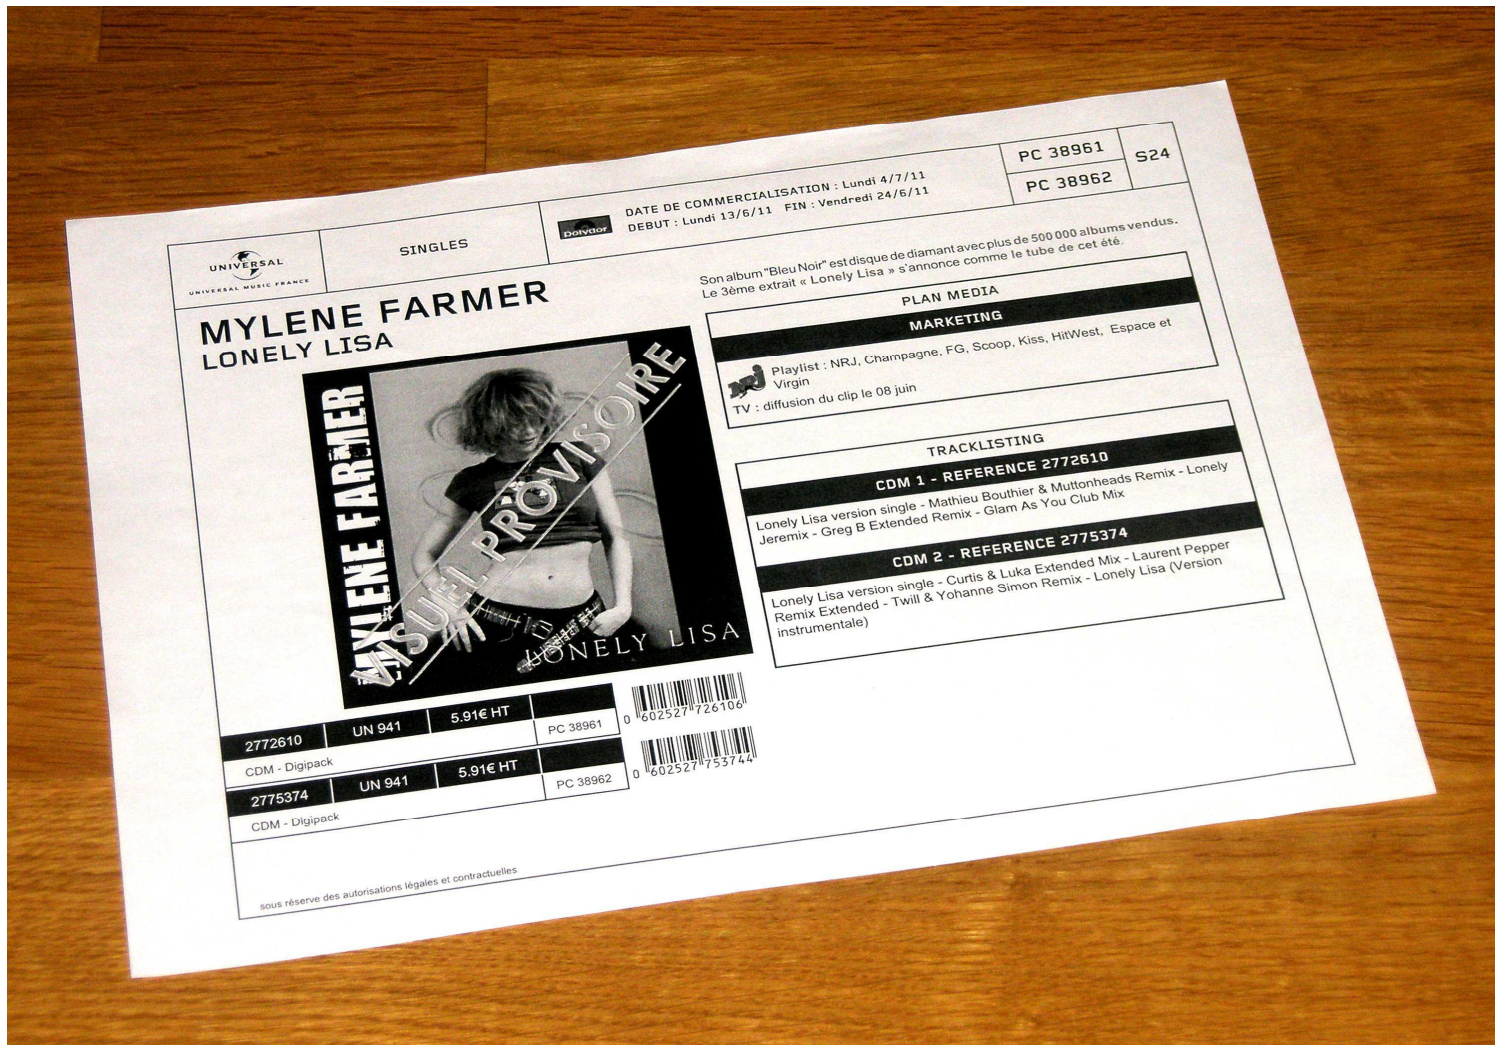 UNIVERSAL
UNIVERSAL MUSIC FRANCE
SINGLES
Polydor
DATE DE COMMERCIALISATION : Lundi 4/7/11
DEBUT : Lundi 13/6/11 FIN : Vendredi 24/6/11
PC 38961
PC 38962
S24
MYLENE FARMER
LONELY LISA
MYLENE FARMER
VISUEL PROVISOIRE
LONELY LISA
Son album "Bleu Noir" est disque de diamant avec plus de 500 000 albums vendus.
Le 3ème extrait « Lonely Lisa » s'annonce comme le tube de cet été.
PLAN MEDIA
MARKETING
NRJ
Playlist : NRJ, Champagne, FG, Scoop, Kiss, HitWest, Espace et
Virgin
TV : diffusion du clip le 08 juin
TRACKLISTING
CDM 1 - REFERENCE 2772610
Lonely Lisa version single - Mathieu Bouthier & Muttonheads Remix - Lonely
Jeremix - Greg B Extended Remix - Glam As You Club Mix
CDM 2 - REFERENCE 2775374
Lonely Lisa version single - Curtis & Luka Extended Mix - Laurent Pepper
Remix Extended - Twill & Yohanne Simon Remix - Lonely Lisa (Version
instrumentale)
2772610 UN 941 5.91€ HT
CDM - Digipack PC 38961
0 602527 726106
2775374 UN 941 5.91€ HT
CDM - Digipack PC 38962
0 602527 753744
sous réserve des autorisations légales et contractuelles